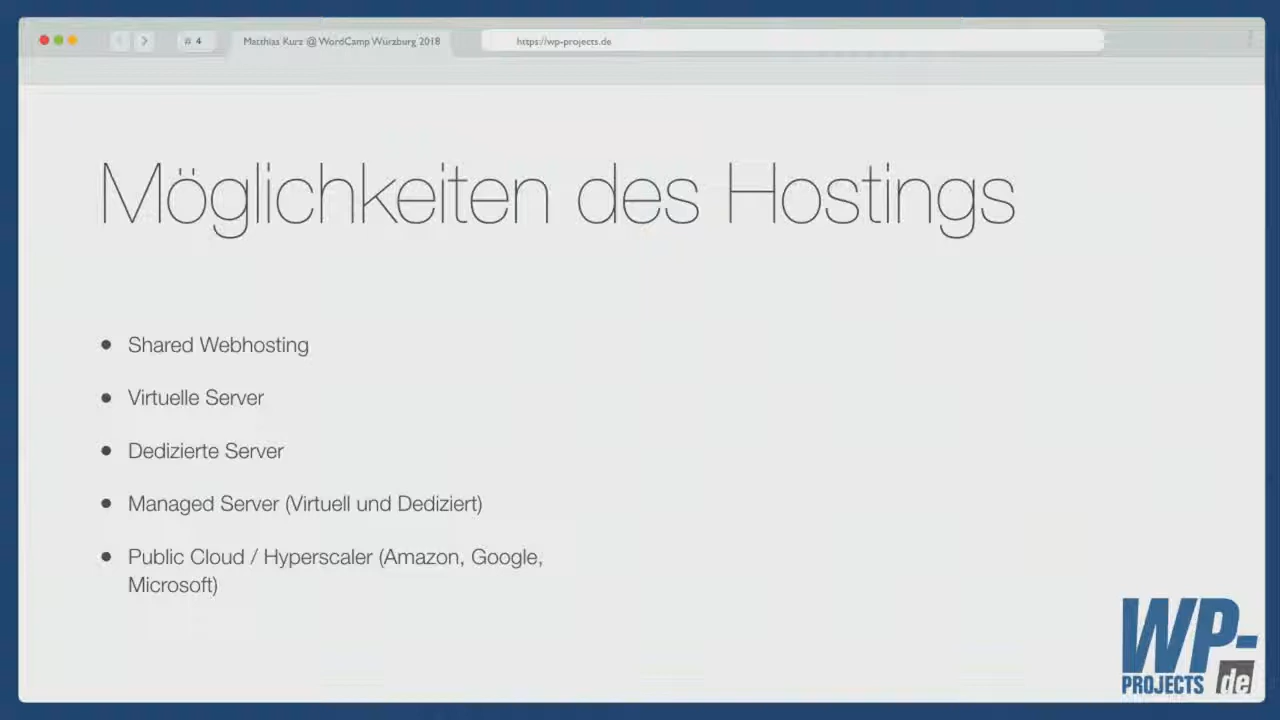 # 4
Matthias Kurz @ WordCamp Würzburg 2018
https://wp-projects.de
Möglichkeiten des Hostings
• Shared Webhosting
• Virtuelle Server
• Dedizierte Server
• Managed Server (Virtuell und Dediziert)
• Public Cloud / Hyperscaler (Amazon, Google,
Microsoft)
WP-
PROJECTS de